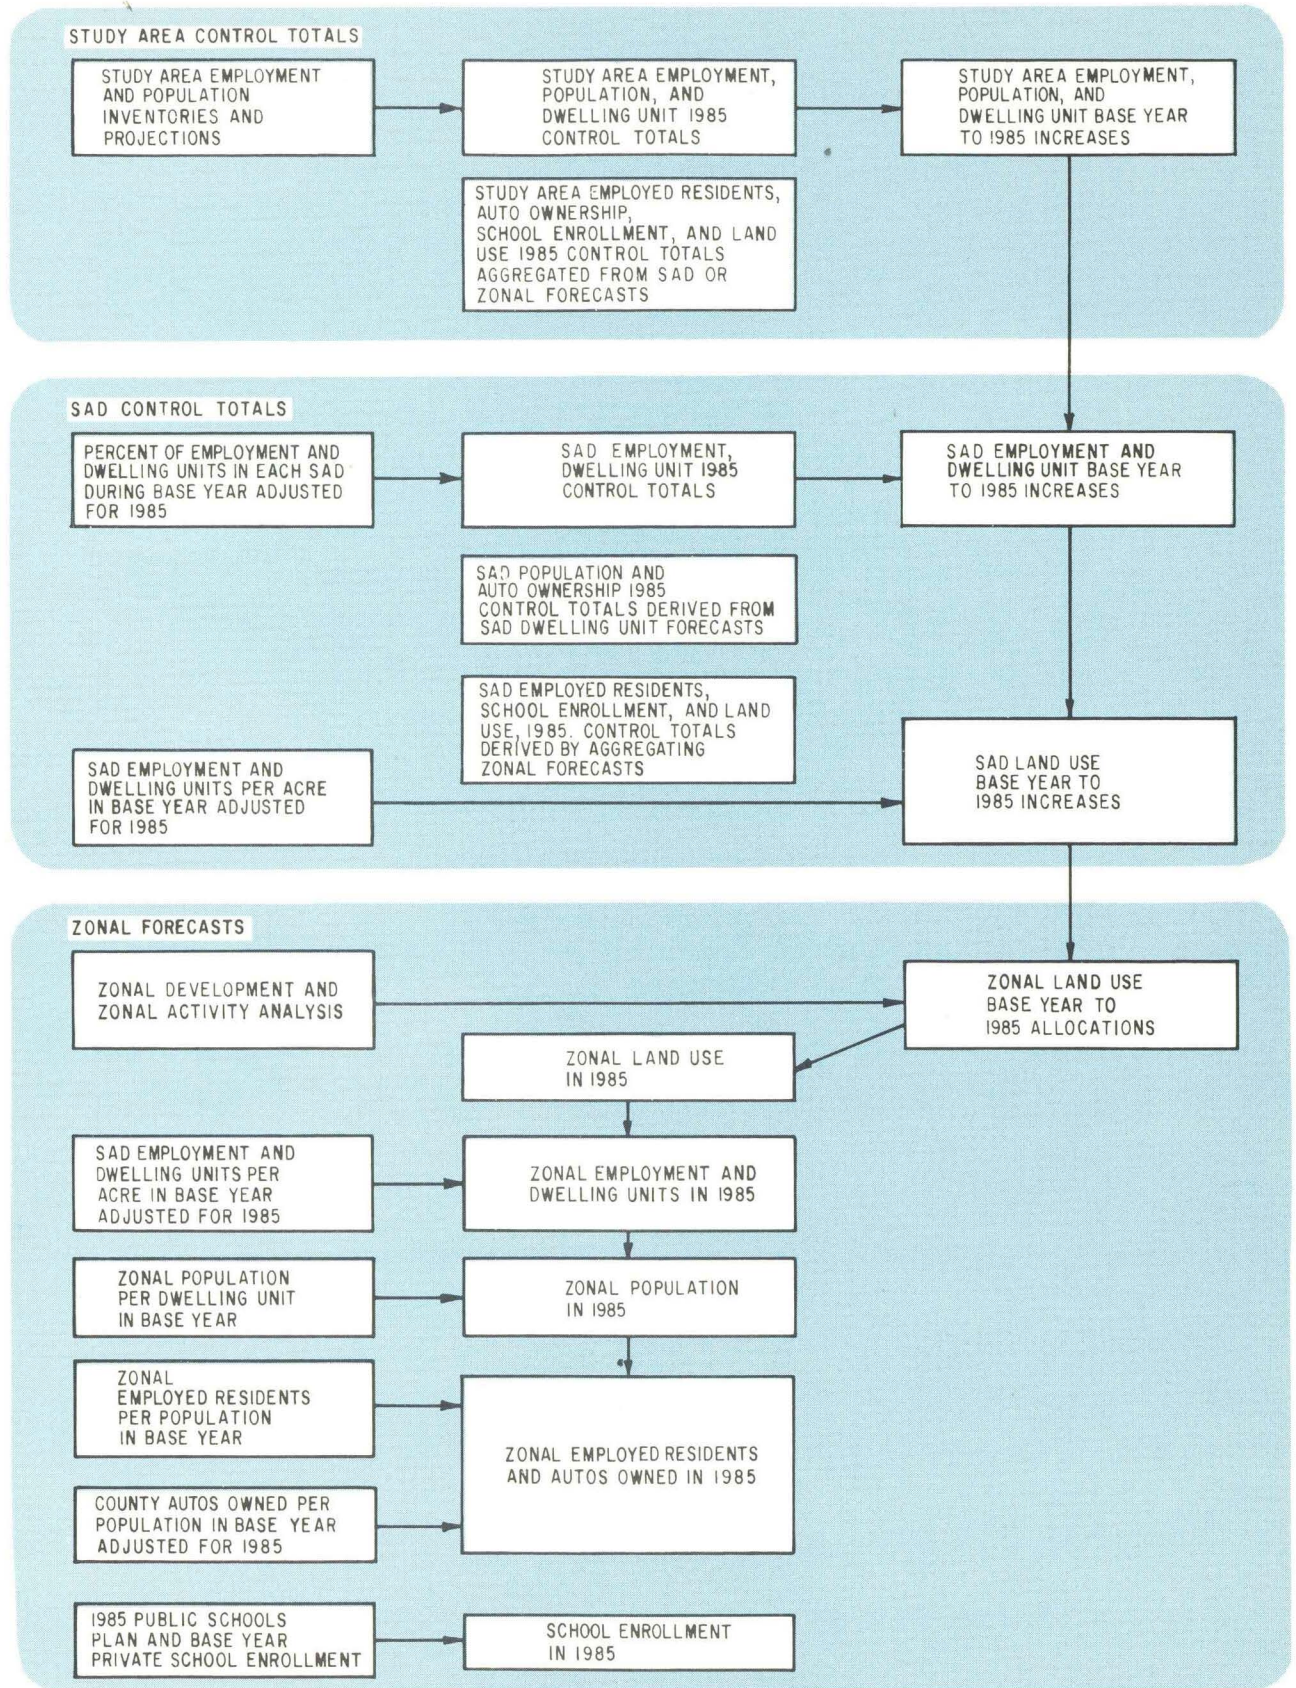 STUDY AREA CONTROL TOTALS
STUDY AREA EMPLOYMENT
AND POPULATION
INVENTORIES AND
PROJECTIONS
STUDY AREA EMPLOYMENT,
POPULATION, AND
DWELLING UNIT 1985
CONTROL TOTALS
STUDY AREA EMPLOYMENT,
POPULATION, AND
DWELLING UNIT BASE YEAR
TO 1985 INCREASES
STUDY AREA EMPLOYED RESIDENTS,
AUTO OWNERSHIP,
SCHOOL ENROLLMENT, AND LAND
USE 1985 CONTROL TOTALS
AGGREGATED FROM SAD OR
ZONAL FORECASTS
SAD CONTROL TOTALS
PERCENT OF EMPLOYMENT AND
DWELLING UNITS IN EACH SAD
DURING BASE YEAR ADJUSTED
FOR 1985
SAD EMPLOYMENT,
DWELLING UNIT 1985
CONTROL TOTALS
SAD EMPLOYMENT AND
DWELLING UNIT BASE YEAR
TO 1985 INCREASES
SAD POPULATION AND
AUTO OWNERSHIP 1985
CONTROL TOTALS DERIVED FROM
SAD DWELLING UNIT FORECASTS
SAD EMPLOYED RESIDENTS,
SCHOOL ENROLLMENT, AND LAND
USE, 1985. CONTROL TOTALS
DERIVED BY AGGREGATING
ZONAL FORECASTS
SAD EMPLOYMENT AND
DWELLING UNITS PER ACRE
IN BASE YEAR ADJUSTED
FOR 1985
SAD LAND USE
BASE YEAR TO
1985 INCREASES
ZONAL FORECASTS
ZONAL DEVELOPMENT AND
ZONAL ACTIVITY ANALYSIS
ZONAL LAND USE
BASE YEAR TO
1985 ALLOCATIONS
ZONAL LAND USE
IN 1985
SAD EMPLOYMENT AND
DWELLING UNITS PER
ACRE IN BASE YEAR
ADJUSTED FOR 1985
ZONAL EMPLOYMENT AND
DWELLING UNITS IN 1985
ZONAL POPULATION
PER DWELLING UNIT
IN BASE YEAR
ZONAL POPULATION
IN 1985
ZONAL
EMPLOYED RESIDENTS
PER POPULATION
IN BASE YEAR
ZONAL EMPLOYED RESIDENTS
AND AUTOS OWNED IN 1985
COUNTY AUTOS OWNED PER
POPULATION IN BASE YEAR
ADJUSTED FOR 1985
1985 PUBLIC SCHOOLS
PLAN AND BASE YEAR
PRIVATE SCHOOL ENROLLMENT
SCHOOL ENROLLMENT
IN 1985